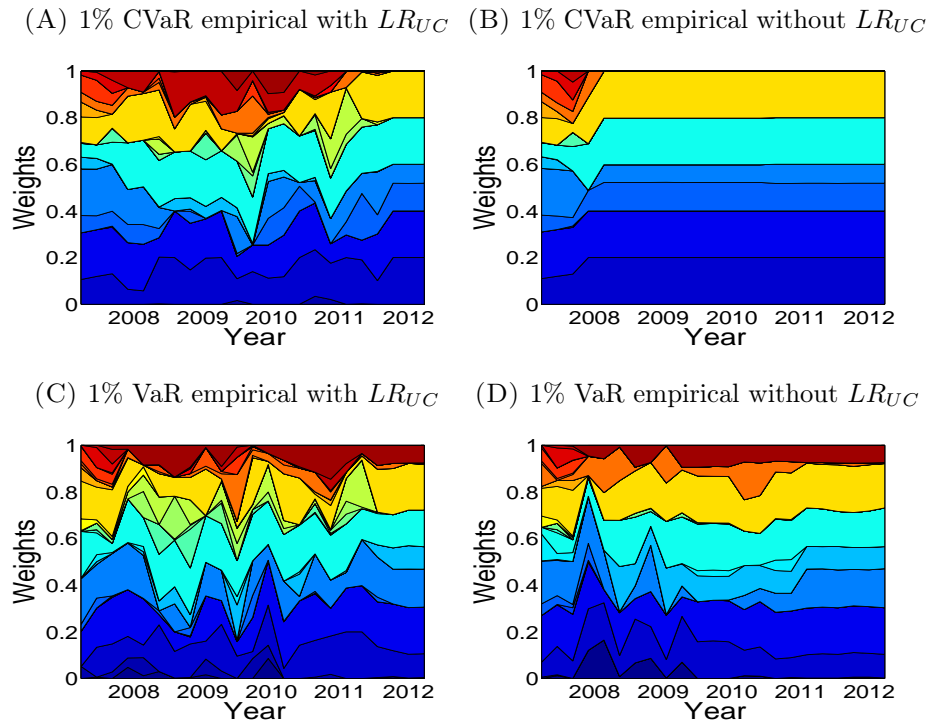 (A) 1% CVaR empirical with LR_UC
(B) 1% CVaR empirical without LR_UC
1
0.8
0.6
0.4
0.2
0
Weights
2008 2009 2010 2011 2012
Year
1
0.8
0.6
0.4
0.2
0
Weights
2008 2009 2010 2011 2012
Year
(C) 1% VaR empirical with LR_UC
(D) 1% VaR empirical without LR_UC
1
0.8
0.6
0.4
0.2
0
Weights
2008 2009 2010 2011 2012
Year
1
0.8
0.6
0.4
0.2
0
Weights
2008 2009 2010 2011 2012
Year